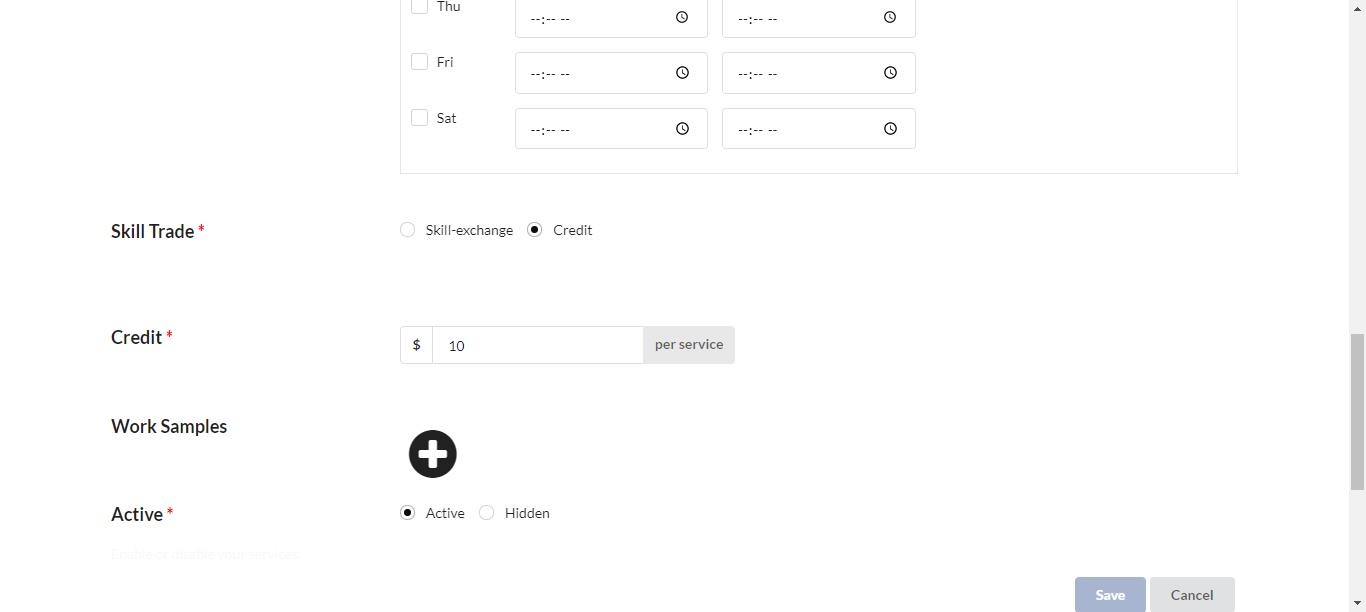 Thu --:-- -- --:-- --
Fri --:-- -- --:-- --
Sat --:-- -- --:-- --
Skill Trade * Skill-exchange Credit
Credit * $ 10 per service
Work Samples
Active * Active Hidden
Enable or disable your services.
Save Cancel